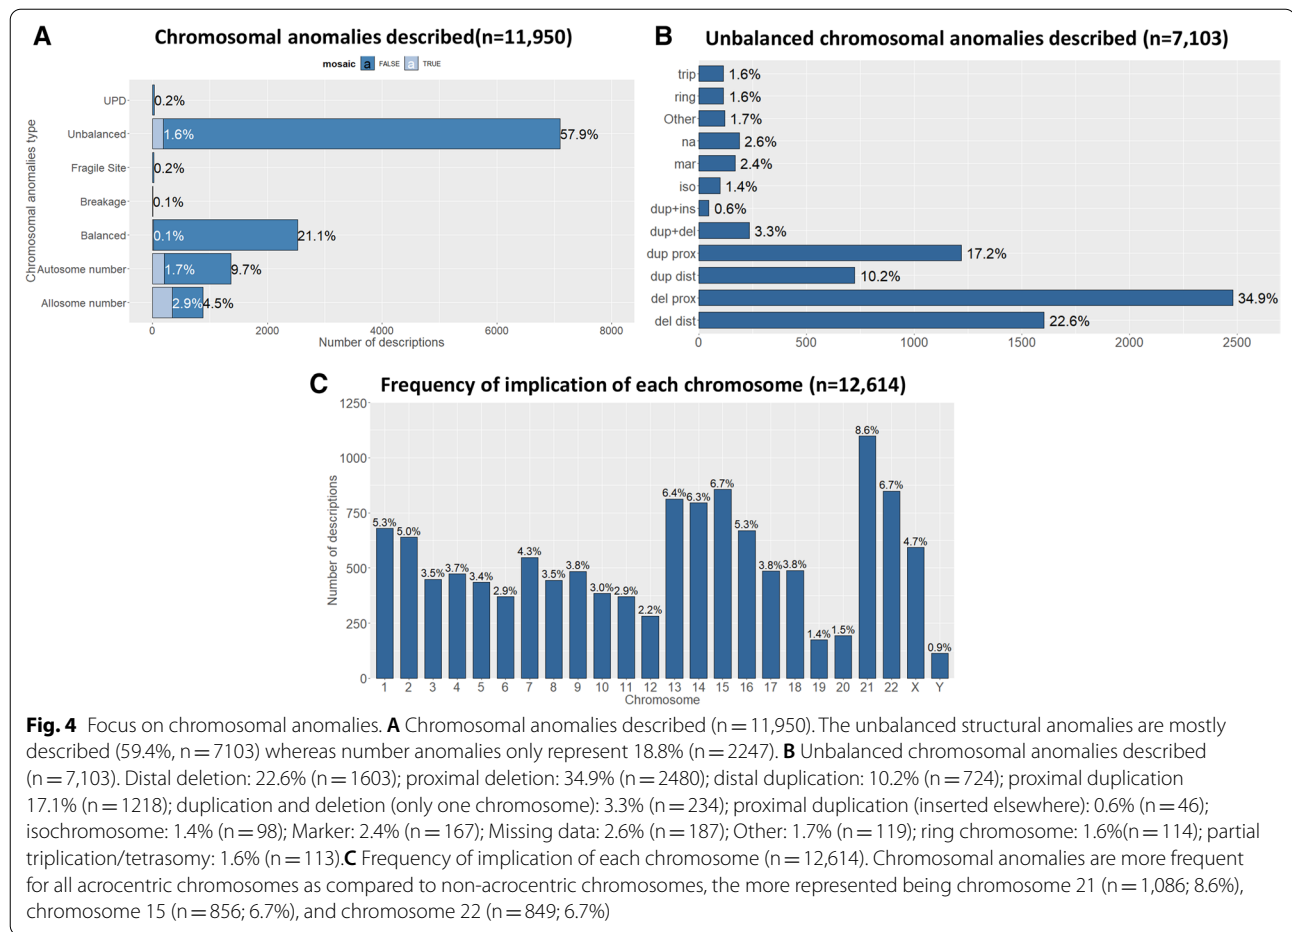 A
Chromosomal anomalies described(n=11,950)
mosaic a FALSE a TRUE
Chromosomal anomalies type
UPD 0.2%
Unbalanced 1.6% 57.9%
Fragile Site 0.2%
Breakage 0.1%
Balanced 0.1% 21.1%
Autosome number 1.7% 9.7%
Allosome number 2.9% 4.5%
0 2000 4000 6000 8000
Number of descriptions
B
Unbalanced chromosomal anomalies described (n=7,103)
trip 1.6%
ring 1.6%
Other 1.7%
na 2.6%
mar 2.4%
iso 1.4%
dup+ins 0.6%
dup+del 3.3%
dup prox 17.2%
dup dist 10.2%
del prox 34.9%
del dist 22.6%
0 500 1000 1500 2000 2500
C
Frequency of implication of each chromosome (n=12,614)
Number of descriptions
1250
1000
750
500
250
0
5.3% 5.0% 3.5% 3.7% 3.4% 2.9% 4.3% 3.5% 3.8% 3.0% 2.9% 2.2% 6.4% 6.3% 6.7% 5.3% 3.8% 3.8% 1.4% 1.5% 8.6% 6.7% 4.7% 0.9%
1 2 3 4 5 6 7 8 9 10 11 12 13 14 15 16 17 18 19 20 21 22 X Y
Chromosome
Fig. 4 Focus on chromosomal anomalies. A Chromosomal anomalies described (n = 11,950). The unbalanced structural anomalies are mostly
described (59.4%, n = 7103) whereas number anomalies only represent 18.8% (n = 2247). B Unbalanced chromosomal anomalies described
(n = 7,103). Distal deletion: 22.6% (n = 1603); proximal deletion: 34.9% (n = 2480); distal duplication: 10.2% (n = 724); proximal duplication
17.1% (n = 1218); duplication and deletion (only one chromosome): 3.3% (n = 234); proximal duplication (inserted elsewhere): 0.6% (n = 46);
isochromosome: 1.4% (n = 98); Marker: 2.4% (n = 167); Missing data: 2.6% (n = 187); Other: 1.7% (n = 119); ring chromosome: 1.6%(n = 114); partial
triplication/tetrasomy: 1.6% (n = 113).C Frequency of implication of each chromosome (n = 12,614). Chromosomal anomalies are more frequent
for all acrocentric chromosomes as compared to non-acrocentric chromosomes, the more represented being chromosome 21 (n = 1,086; 8.6%),
chromosome 15 (n = 856; 6.7%), and chromosome 22 (n = 849; 6.7%)